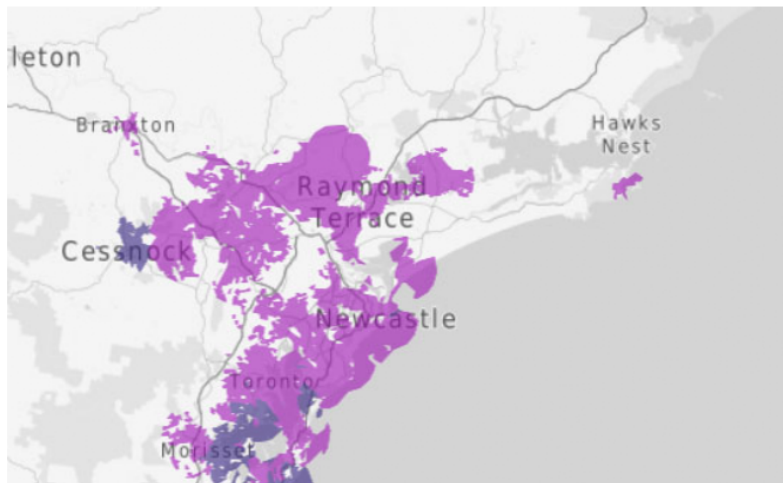 leton
Branxton
Hawks
Nest
Raymond
Terrace
Cessnock
Newcastle
Toronto
Morisset